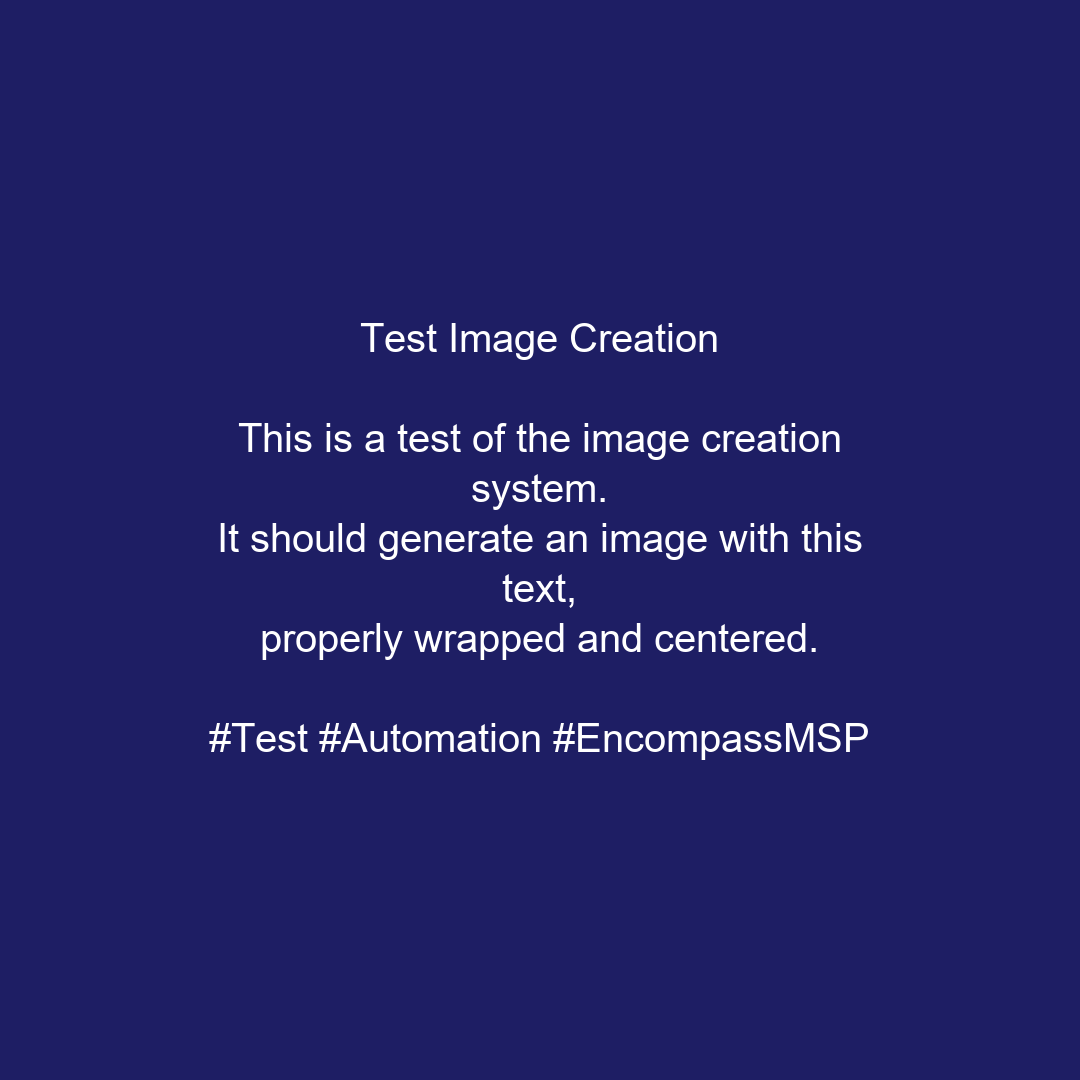 Test Image Creation
This is a test of the image creation
system.
It should generate an image with this
text,
properly wrapped and centered.
#Test #Automation #EncompassMSP